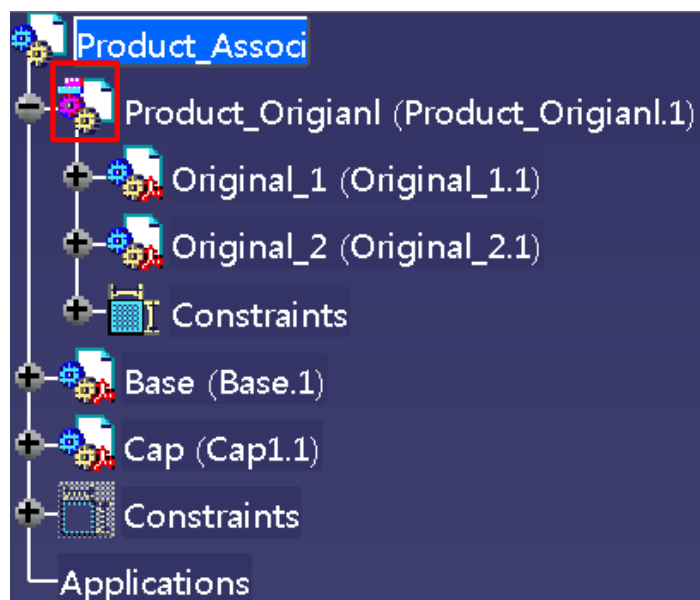 Product_Associ
Product_Origianl (Product_Origianl.1)
Original_1 (Original_1.1)
Original_2 (Original_2.1)
Constraints
Base (Base.1)
Cap (Cap1.1)
Constraints
Applications